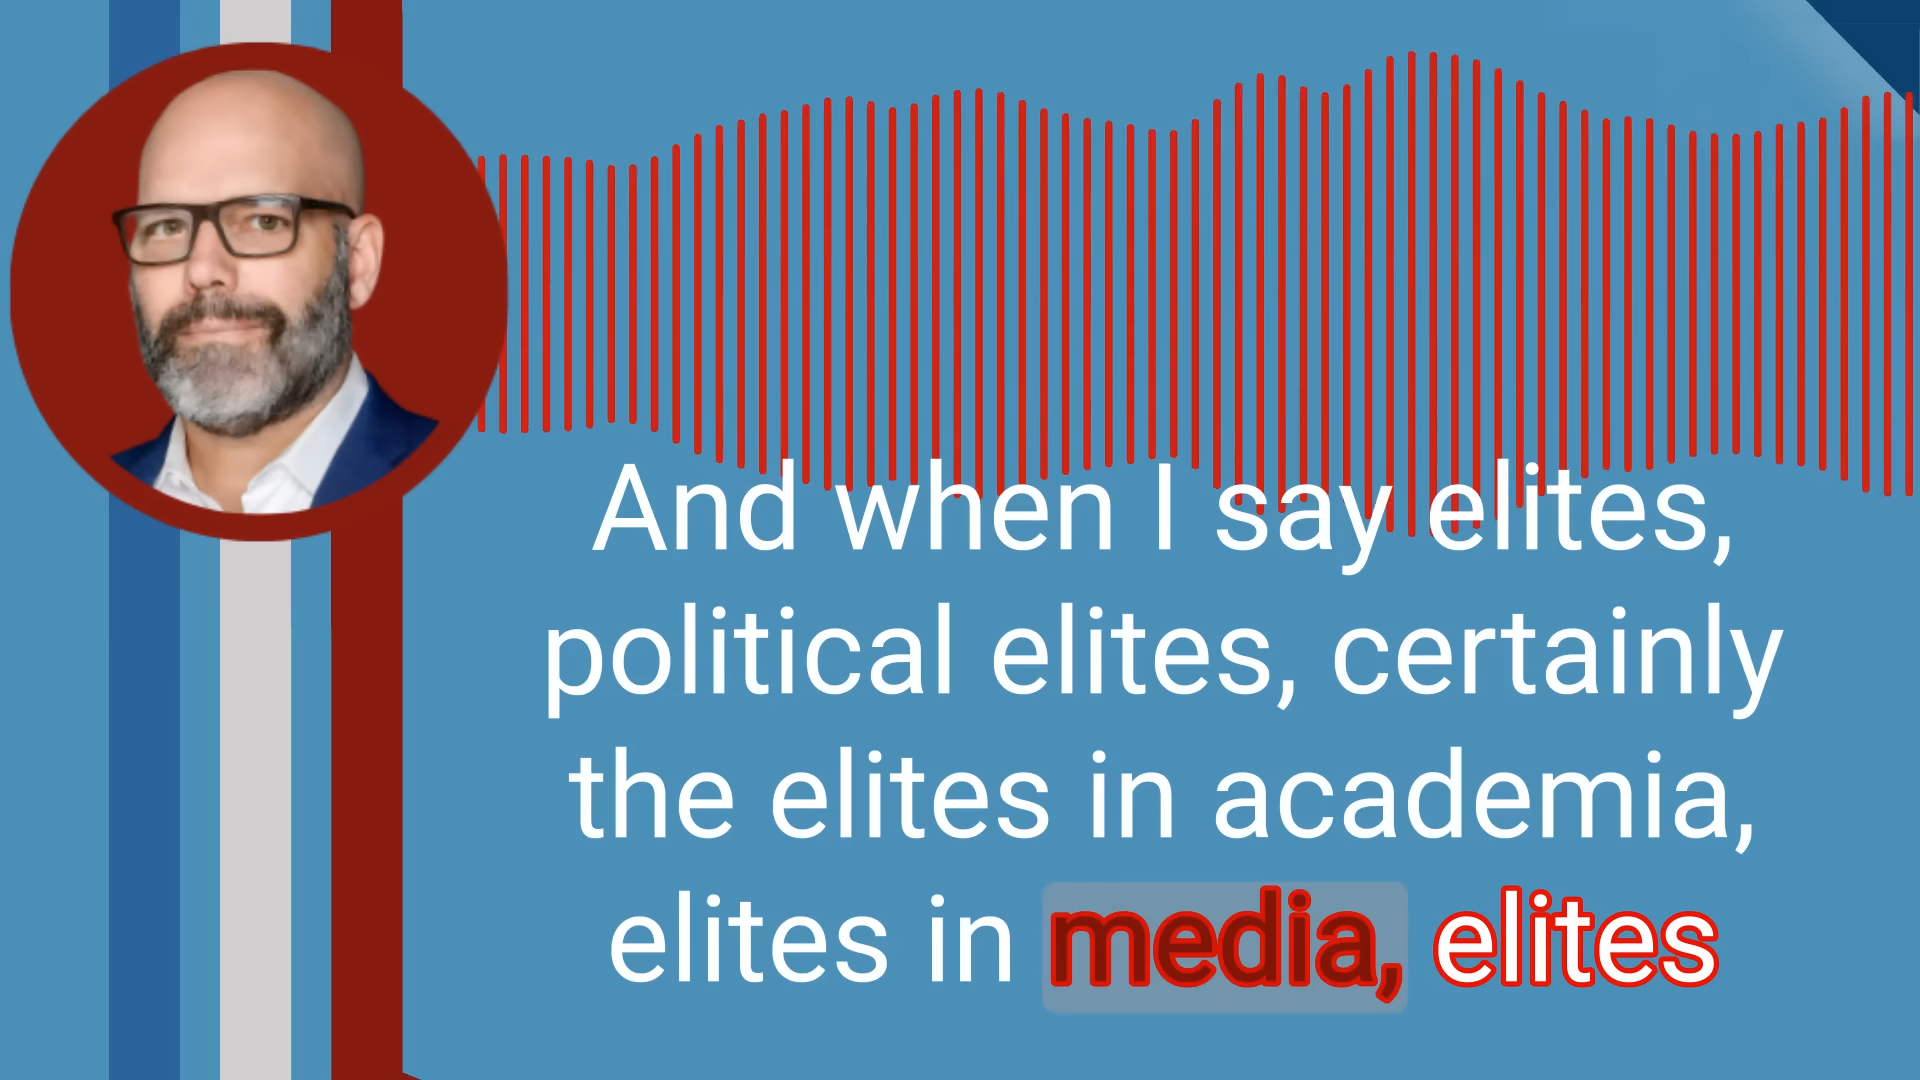 And when I say elites,
political elites, certainly
the elites in academia,
elites in media, elites